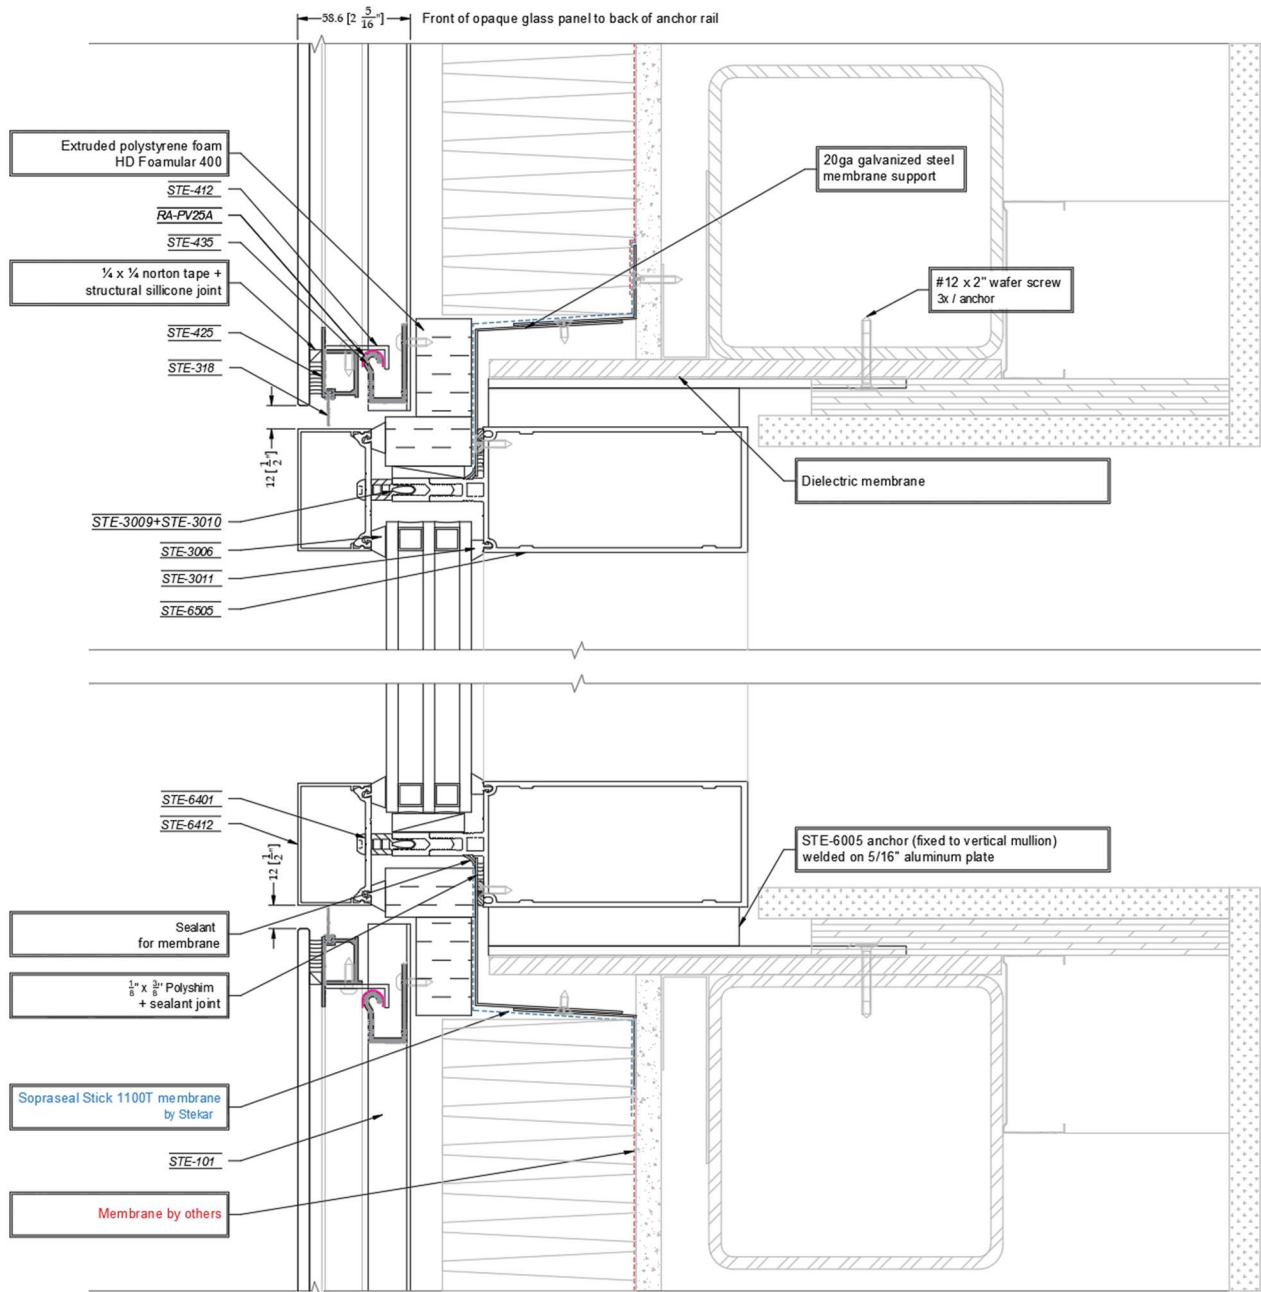 58.6 [2 5/16"]
Front of opaque glass panel to back of anchor rail
Extruded polystyrene foam
HD Foamular 400
STE-412
RA-PV25A
STE-435
¼ x ¼ norton tape +
structural sillicone joint
STE-425
STE-318
12 [1/2"]
STE-3009+STE-3010
STE-3006
STE-3011
STE-6505
20ga galvanized steel
membrane support
#12 x 2" wafer screw
3x / anchor
Dielectric membrane
STE-6401
STE-6412
12 [1/2"]
STE-6005 anchor (fixed to vertical mullion)
welded on 5/16" aluminum plate
Sealant
for membrane
1/8" x 3/8" Polyshim
+ sealant joint
Sopraseal Stick 1100T membrane
by Stekar
STE-101
Membrane by others